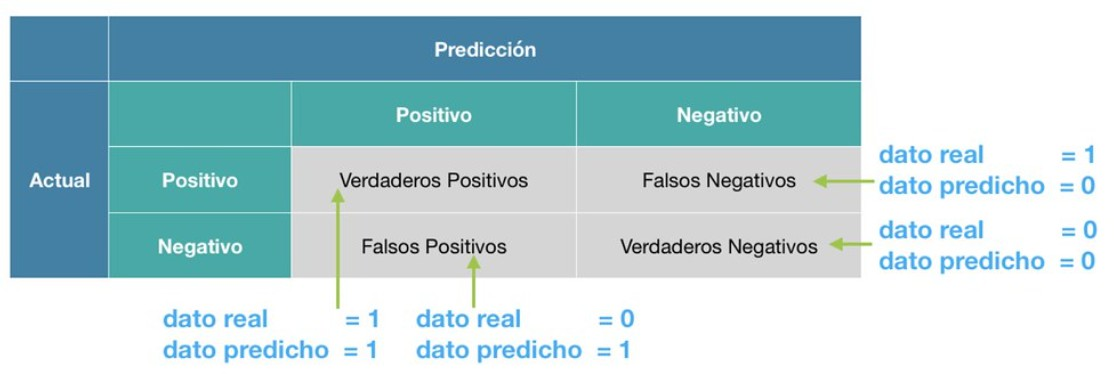 Predicción
Positivo Negativo
Actual Positivo Verdaderos Positivos Falsos Negativos
dato real = 1
dato predicho = 0
Negativo Falsos Positivos Verdaderos Negativos
dato real = 0
dato predicho = 0
dato real = 1 dato real = 0
dato predicho = 1 dato predicho = 1